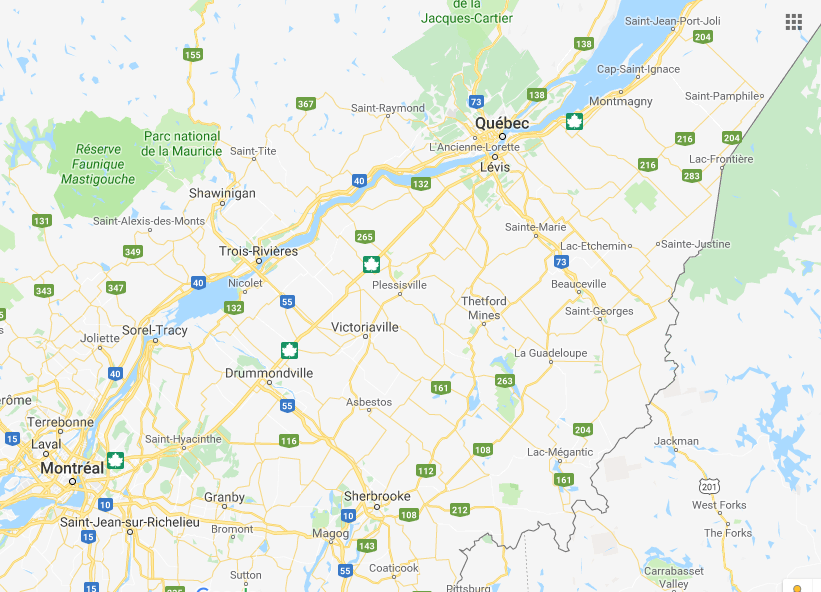 de la
Jacques-Cartier
Saint-Jean-Port-Joli
204
138
155
Cap-Saint-Ignace
73
138
367
Saint-Raymond
Montmagny
Saint-Pamphile
Québec
Parc national
de la Mauricie
Réserve
Faunique
Mastigouche
Saint-Tite
L'Ancienne-Lorette
216
204
Lévis
Lac-Frontière
216
283
40
132
Shawinigan
131
Saint-Alexis-des-Monts
Sainte-Marie
265
Lac-Etchemin
Sainte-Justine
349
Trois-Rivières
73
40
Nicolet
Plessisville
Beauceville
343
347
132
55
Thetford
Mines
Saint-Georges
Joliette
Sorel-Tracy
Victoriaville
La Guadeloupe
40
Drummondville
161
263
55
Asbestos
Terrebonne
204
15
Laval
Saint-Hyacinthe
116
Jackman
108
Lac-Mégantic
Montréal
112
161
201
10
Granby
Sherbrooke
West Forks
Saint-Jean-sur-Richelieu
10
108
212
Bromont
Magog
The Forks
15
143
55
Coaticook
Carrabasset
Valley
Sutton
15
Pittsburg